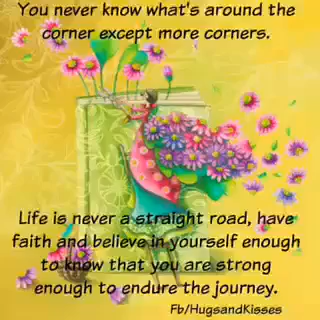 You never know what's around the
corner except more corners.
Life is never a straight road, have
faith and believe in yourself enough
to know that you are strong
enough to endure the journey.
Fb/HugsandKisses